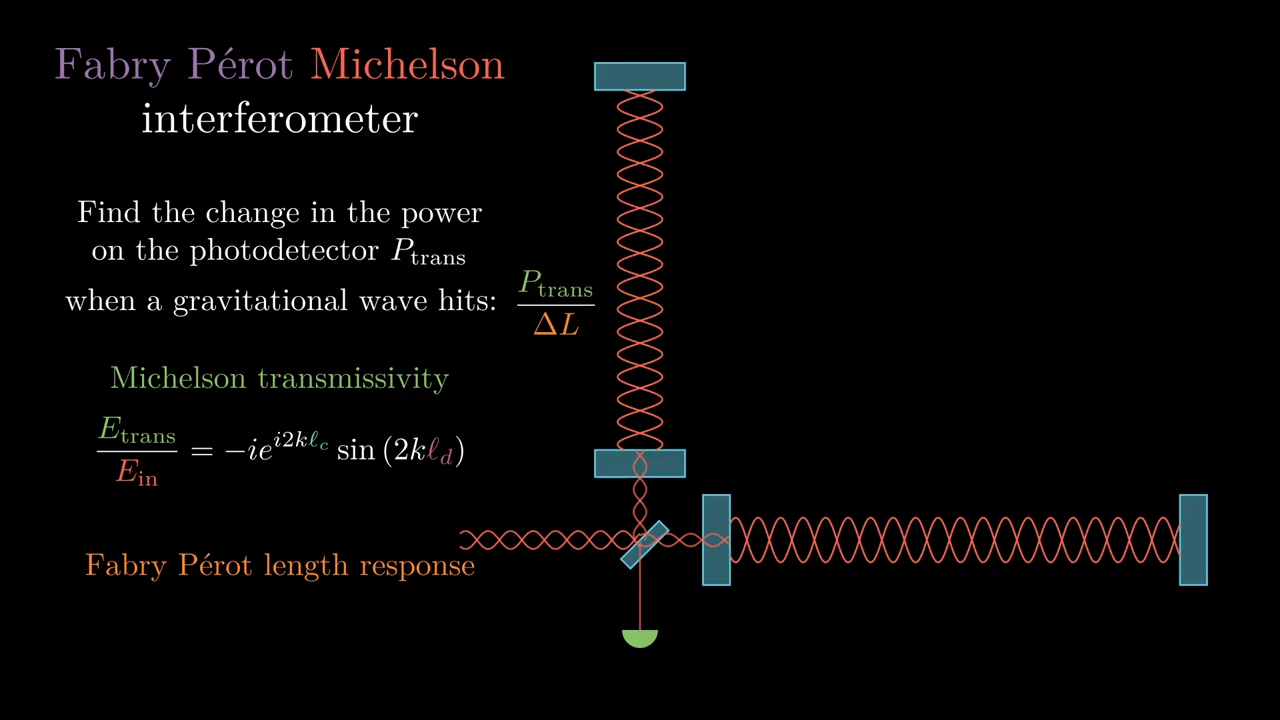 Fabry Pérot Michelson
interferometer
Find the change in the power
on the photodetector P_trans
when a gravitational wave hits: P_trans / ΔL
Michelson transmissivity
E_trans / E_in = −ie^{i2kℓ_c} sin (2kℓ_d)
Fabry Pérot length response